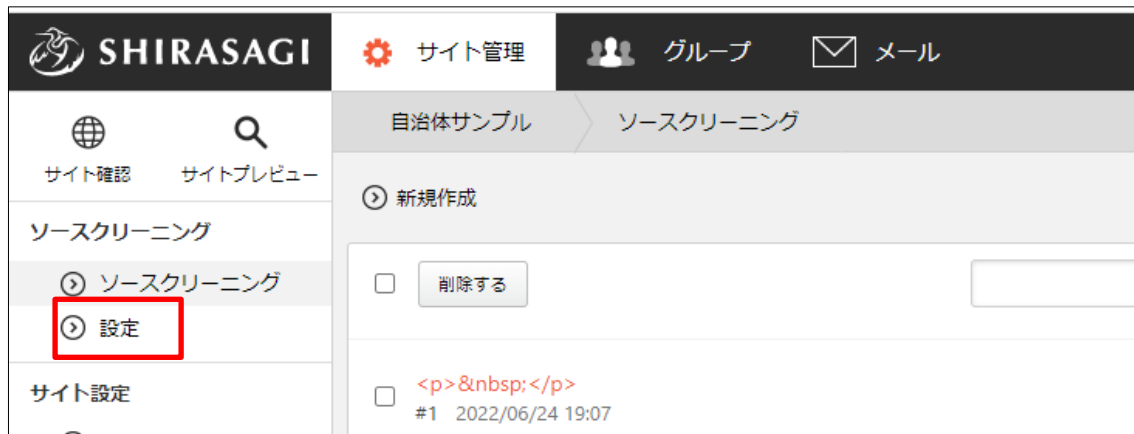 SHIRASAGI
サイト管理
グループ
メール
サイト確認
サイトプレビュー
自治体サンプル
ソースクリーニング
新規作成
ソースクリーニング
ソースクリーニング
設定
サイト設定
削除する
<p>&nbsp;</p>
#1 2022/06/24 19:07